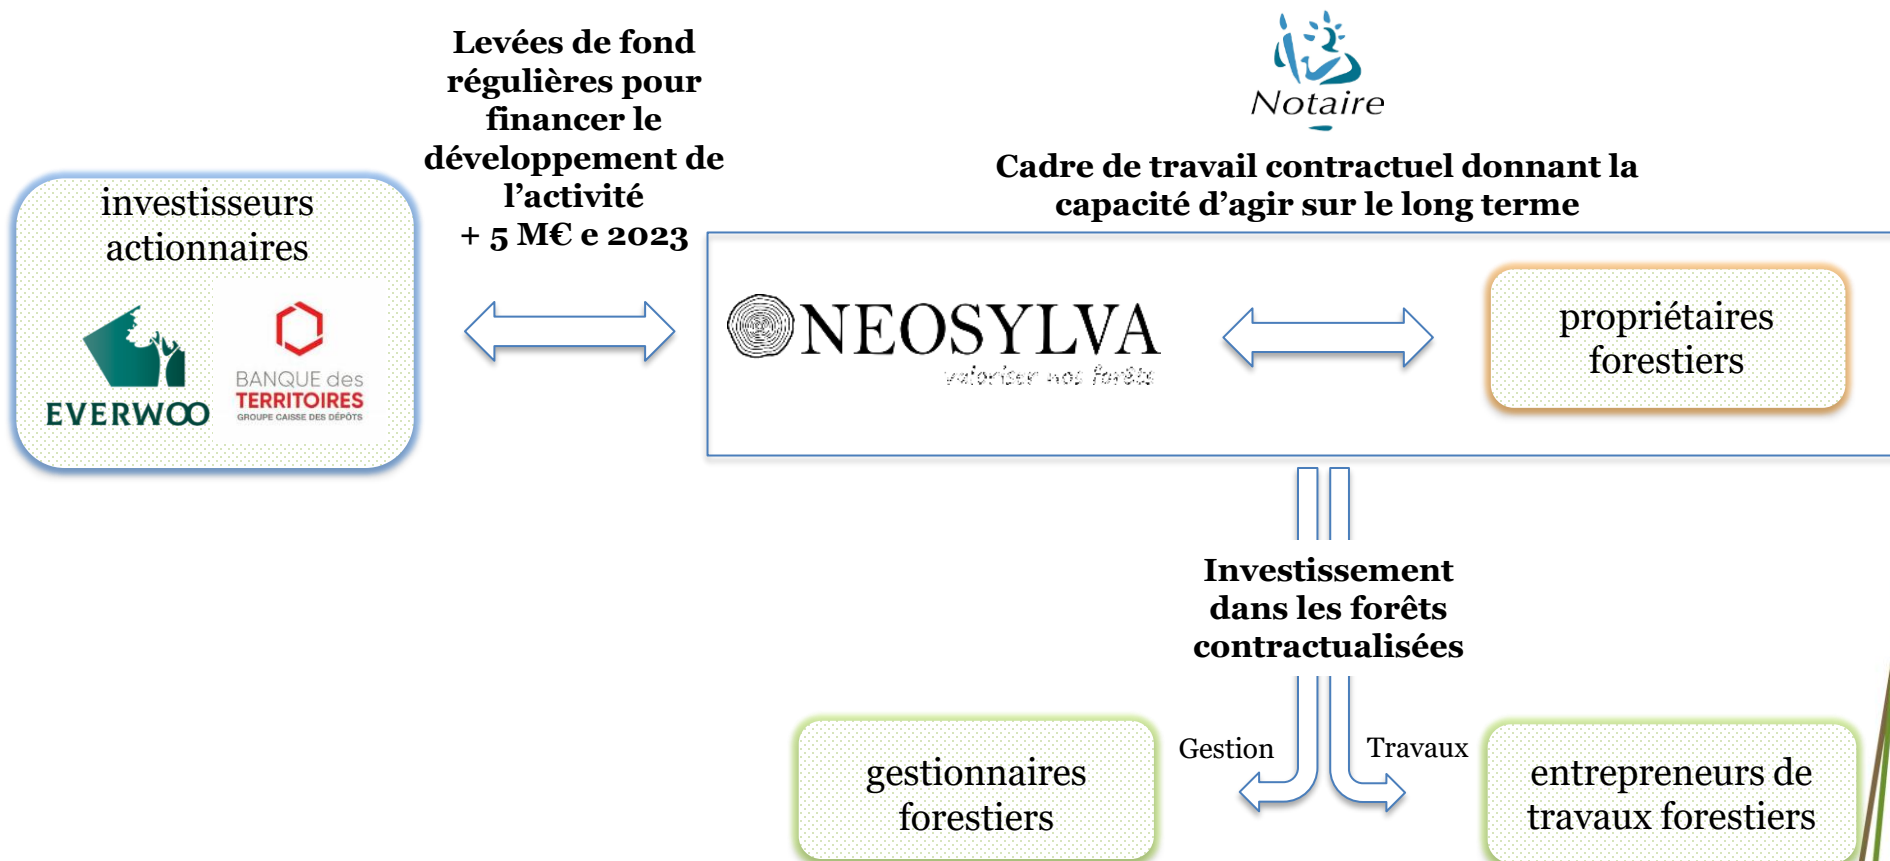 Levées de fond
régulières pour
financer le
développement de
l’activité
+ 5 M€ e 2023
Notaire
Cadre de travail contractuel donnant la
capacité d’agir sur le long terme
investisseurs
actionnaires
EVERWOO
BANQUE des
TERRITOIRES
GROUPE CAISSE DES DÉPÔTS
NEOSYLVA
valoriser nos forêts
propriétaires
forestiers
Investissement
dans les forêts
contractualisées
Gestion
Travaux
gestionnaires
forestiers
entrepreneurs de
travaux forestiers